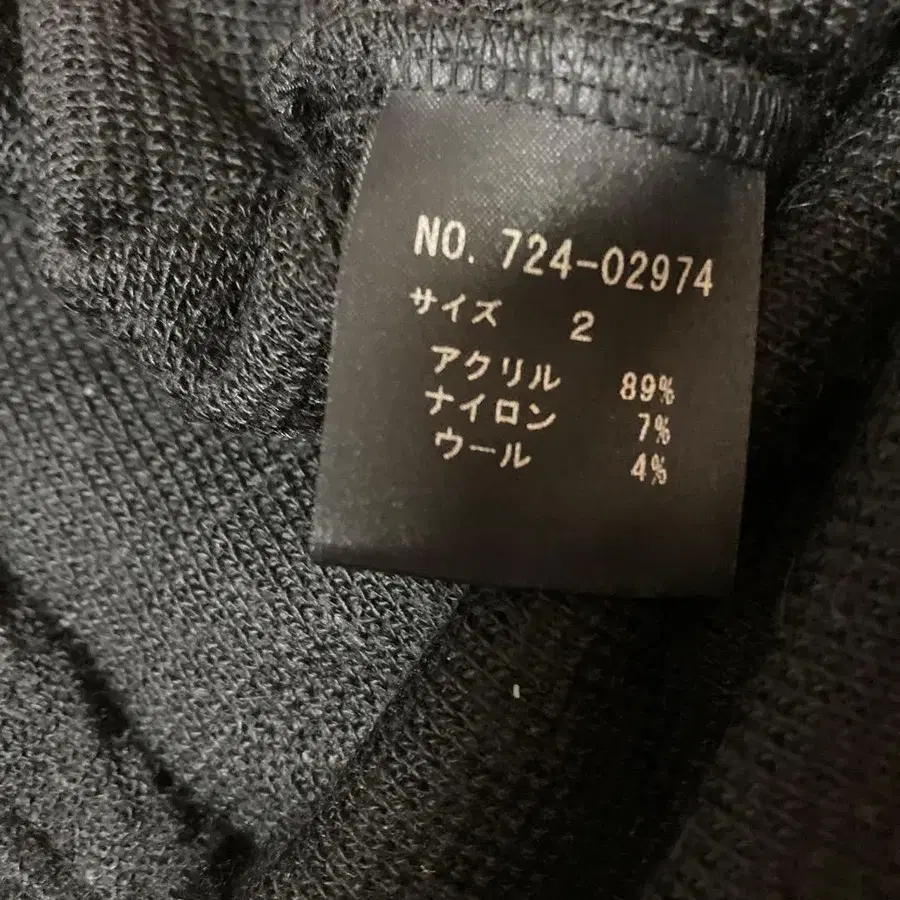 NO. 724-02974
サイズ 2
アクリル 89%
ナイロン 7%
ウール 4%